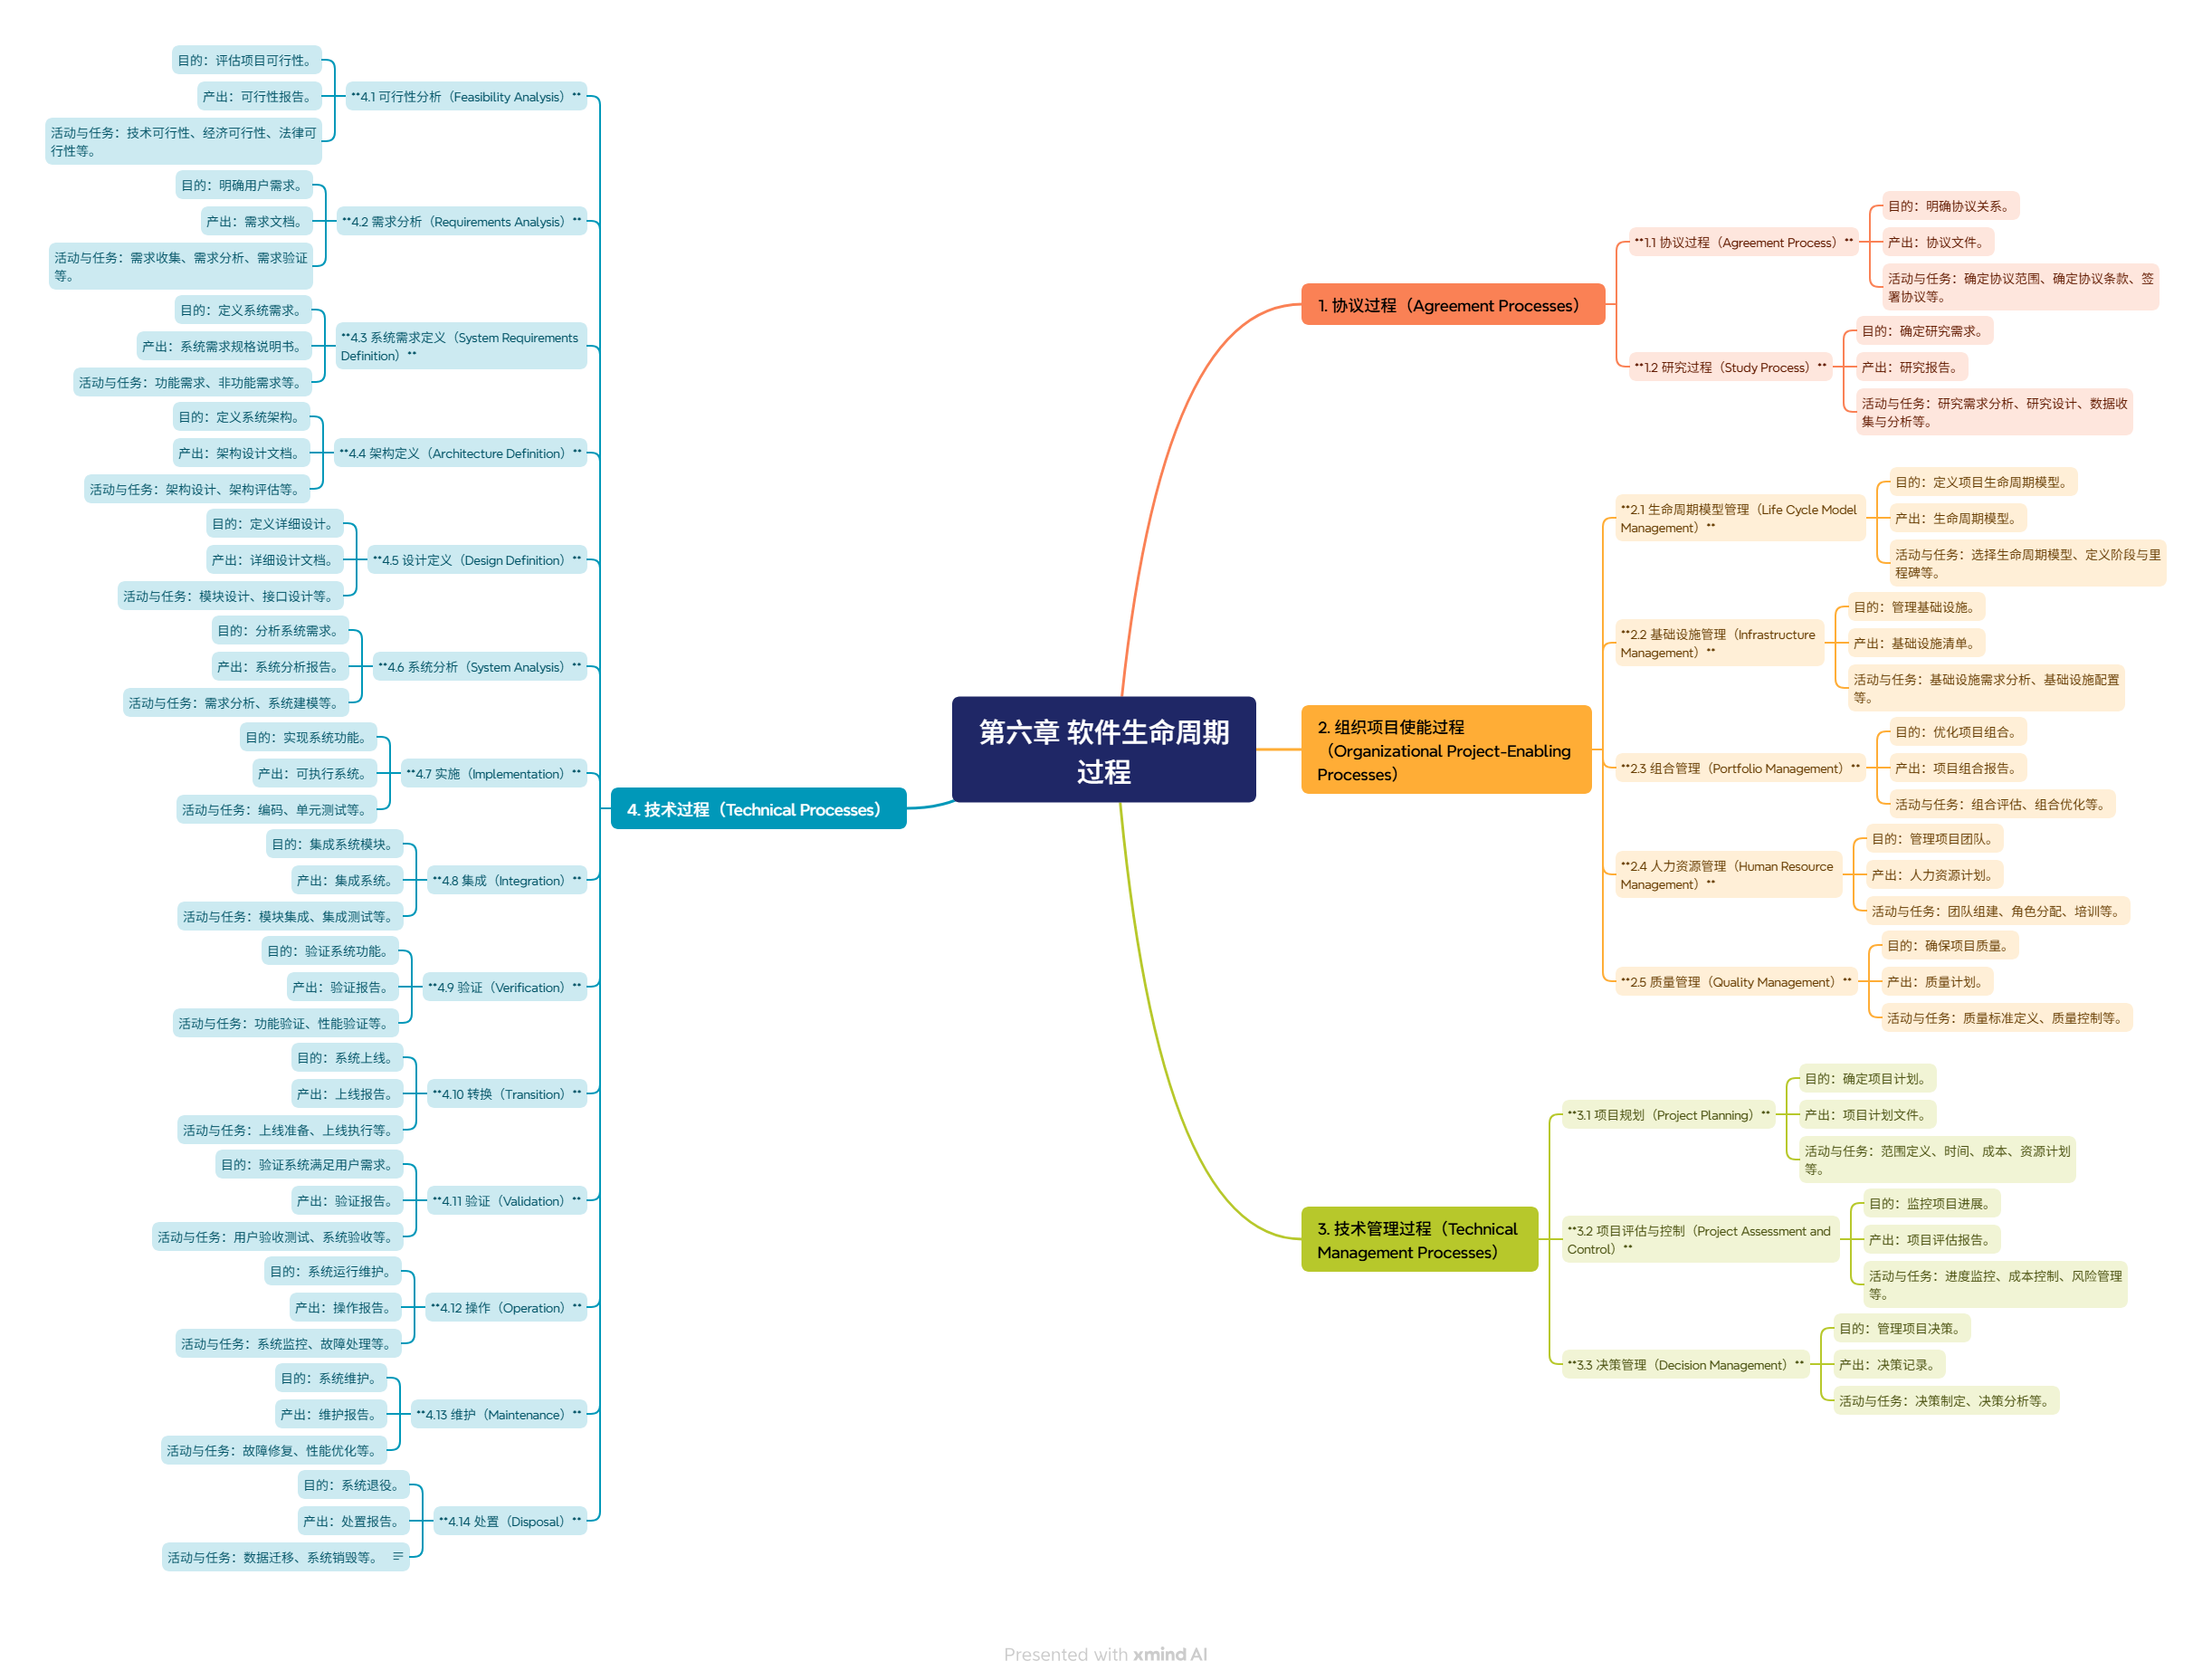 第六章 软件生命周期
过程
1. 协议过程（Agreement Processes）
**1.1 协议过程（Agreement Process）**
目的：明确协议关系。
产出：协议文件。
活动与任务：确定协议范围、确定协议条款、签
署协议等。
**1.2 研究过程（Study Process）**
目的：确定研究需求。
产出：研究报告。
活动与任务：研究需求分析、研究设计、数据收
集与分析等。
2. 组织项目使能过程
（Organizational Project-Enabling
Processes）
**2.1 生命周期模型管理（Life Cycle Model
Management）**
目的：定义项目生命周期模型。
产出：生命周期模型。
活动与任务：选择生命周期模型、定义阶段与里
程碑等。
**2.2 基础设施管理（Infrastructure
Management）**
目的：管理基础设施。
产出：基础设施清单。
活动与任务：基础设施需求分析、基础设施配置
等。
**2.3 组合管理（Portfolio Management）**
目的：优化项目组合。
产出：项目组合报告。
活动与任务：组合评估、组合优化等。
**2.4 人力资源管理（Human Resource
Management）**
目的：管理项目团队。
产出：人力资源计划。
活动与任务：团队组建、角色分配、培训等。
**2.5 质量管理（Quality Management）**
目的：确保项目质量。
产出：质量计划。
活动与任务：质量标准定义、质量控制等。
3. 技术管理过程（Technical
Management Processes）
**3.1 项目规划（Project Planning）**
目的：确定项目计划。
产出：项目计划文件。
活动与任务：范围定义、时间、成本、资源计划
等。
**3.2 项目评估与控制（Project Assessment and
Control）**
目的：监控项目进展。
产出：项目评估报告。
活动与任务：进度监控、成本控制、风险管理
等。
**3.3 决策管理（Decision Management）**
目的：管理项目决策。
产出：决策记录。
活动与任务：决策制定、决策分析等。
4. 技术过程（Technical Processes）
**4.1 可行性分析（Feasibility Analysis）**
目的：评估项目可行性。
产出：可行性报告。
活动与任务：技术可行性、经济可行性、法律可
行性等。
**4.2 需求分析（Requirements Analysis）**
目的：明确用户需求。
产出：需求文档。
活动与任务：需求收集、需求分析、需求验证
等。
**4.3 系统需求定义（System Requirements
Definition）**
目的：定义系统需求。
产出：系统需求规格说明书。
活动与任务：功能需求、非功能需求等。
**4.4 架构定义（Architecture Definition）**
目的：定义系统架构。
产出：架构设计文档。
活动与任务：架构设计、架构评估等。
**4.5 设计定义（Design Definition）**
目的：定义详细设计。
产出：详细设计文档。
活动与任务：模块设计、接口设计等。
**4.6 系统分析（System Analysis）**
目的：分析系统需求。
产出：系统分析报告。
活动与任务：需求分析、系统建模等。
**4.7 实施（Implementation）**
目的：实现系统功能。
产出：可执行系统。
活动与任务：编码、单元测试等。
**4.8 集成（Integration）**
目的：集成系统模块。
产出：集成系统。
活动与任务：模块集成、集成测试等。
**4.9 验证（Verification）**
目的：验证系统功能。
产出：验证报告。
活动与任务：功能验证、性能验证等。
**4.10 转换（Transition）**
目的：系统上线。
产出：上线报告。
活动与任务：上线准备、上线执行等。
**4.11 验证（Validation）**
目的：验证系统满足用户需求。
产出：验证报告。
活动与任务：用户验收测试、系统验收等。
**4.12 操作（Operation）**
目的：系统运行维护。
产出：操作报告。
活动与任务：系统监控、故障处理等。
**4.13 维护（Maintenance）**
目的：系统维护。
产出：维护报告。
活动与任务：故障修复、性能优化等。
**4.14 处置（Disposal）**
目的：系统退役。
产出：处置报告。
活动与任务：数据迁移、系统销毁等。
Presented with xmind AI